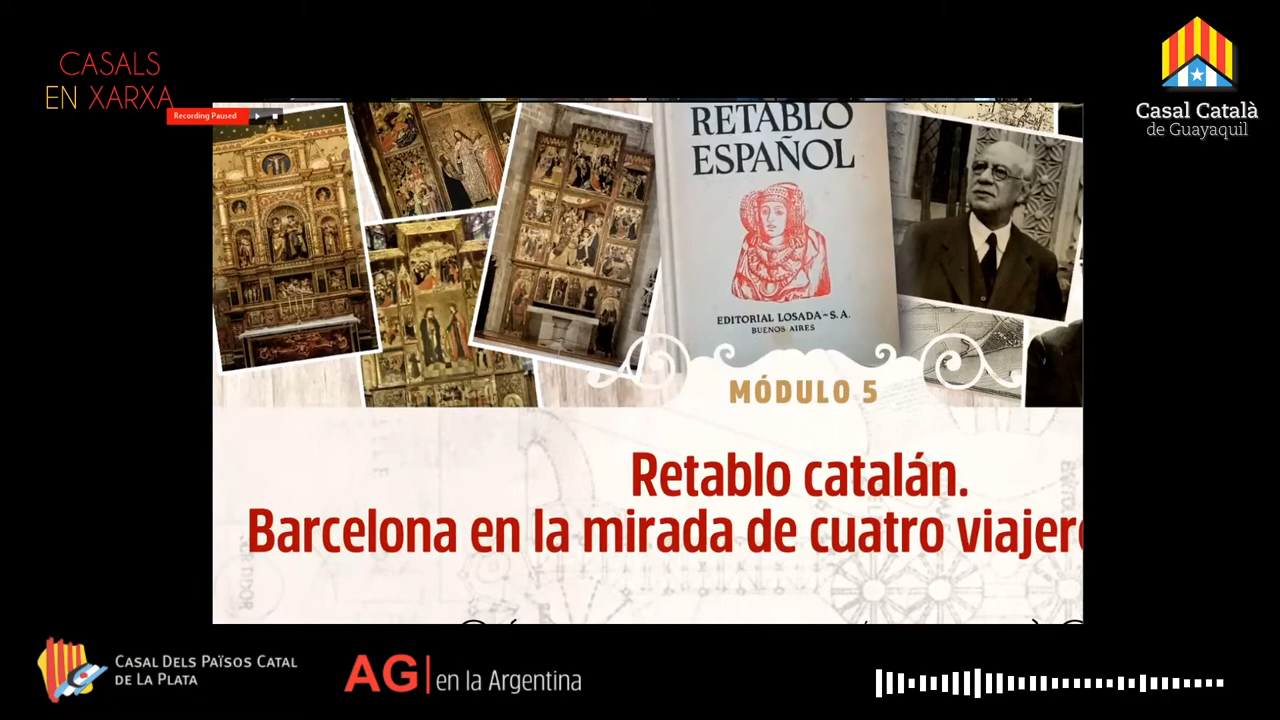 CASALS
EN XARXA
Recording Paused
Casal Català
de Guayaquil
RETABLO
ESPAÑOL
EDITORIAL LOSADA - S. A.
BUENOS AIRES
MÓDULO 5
Retablo catalán.
Barcelona en la mirada de cuatro viajer
CASAL DELS PAÏSOS CATAL
DE LA PLATA
AG en la Argentina